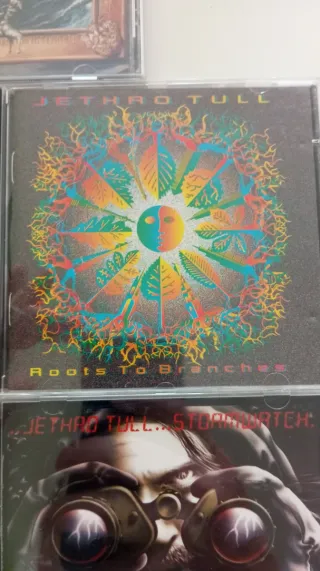 JETHRO TULL
Roots To Branches
JETHRO TULL... STORMWATCH.